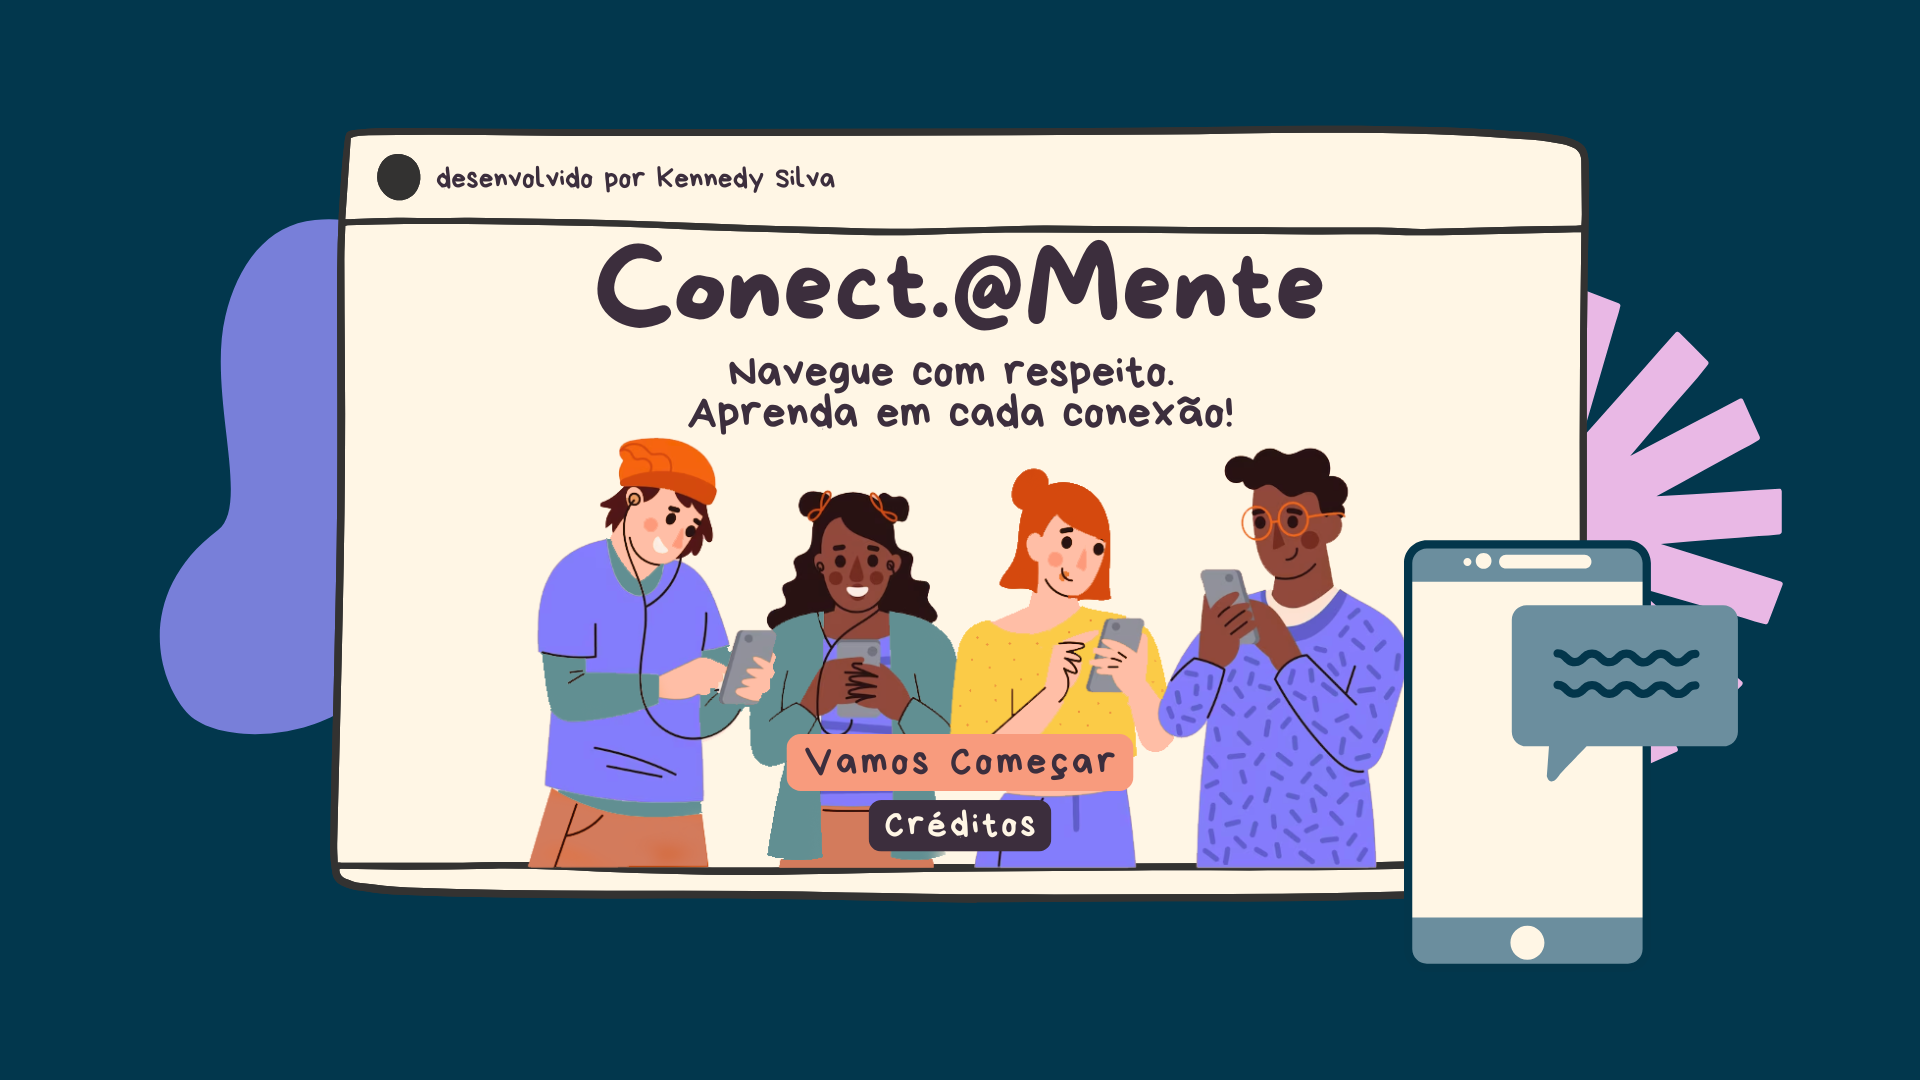 desenvolvido por Kennedy Silva
Conect.@Mente
Navegue com respeito.
Aprenda em cada conexão!
Vamos Começar
Créditos